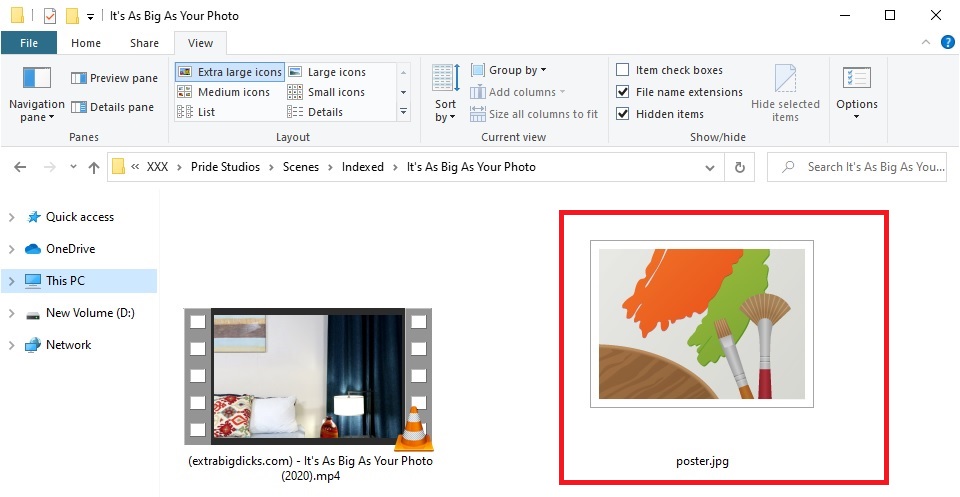 It's As Big As Your Photo
File Home Share View
Navigation pane
Preview pane
Details pane
Panes
Extra large icons Large icons
Medium icons Small icons
List Details
Layout
Sort by
Group by
Add columns
Size all columns to fit
Current view
Item check boxes
File name extensions
Hidden items
Hide selected items
Show/hide
Options
« XXX > Pride Studios > Scenes > Indexed > It's As Big As Your Photo
Search It's As Big As You...
Quick access
OneDrive
This PC
New Volume (D:)
Network
(extrabigdicks.com) - It's As Big As Your Photo
(2020).mp4
poster.jpg